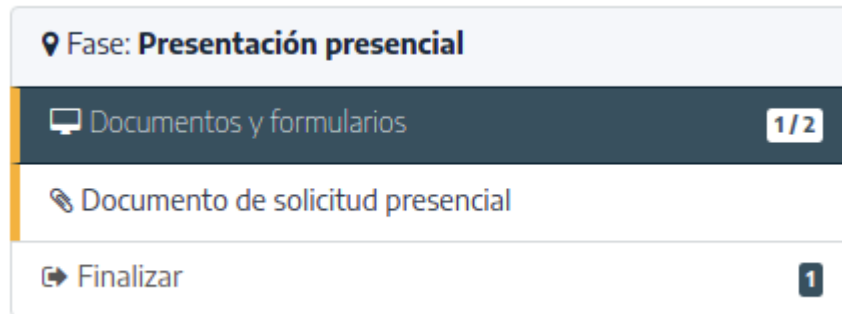 Fase: Presentación presencial
Documentos y formularios 1 / 2
Documento de solicitud presencial
Finalizar 1